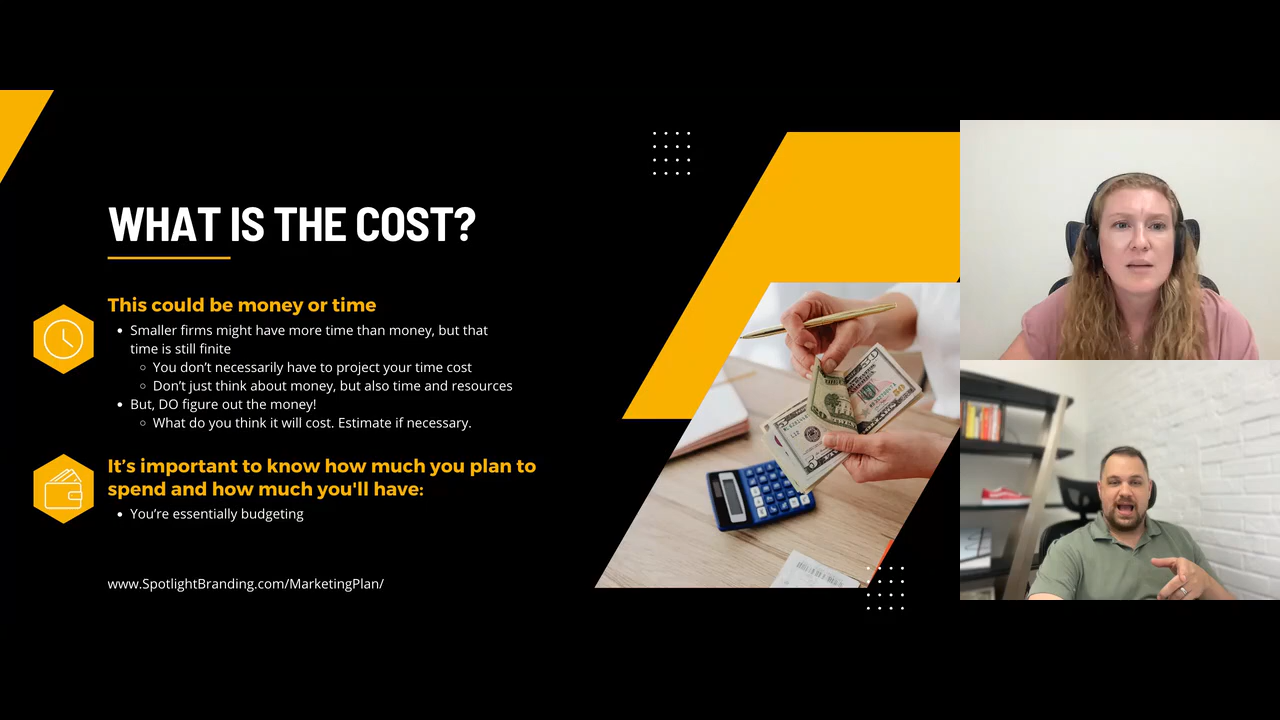 WHAT IS THE COST?
This could be money or time
Smaller firms might have more time than money, but that
time is still finite
You don't necessarily have to project your time cost
Don't just think about money, but also time and resources
But, DO figure out the money!
What do you think it will cost. Estimate if necessary.
It's important to know how much you plan to
spend and how much you'll have:
You're essentially budgeting
www.SpotlightBranding.com/MarketingPlan/